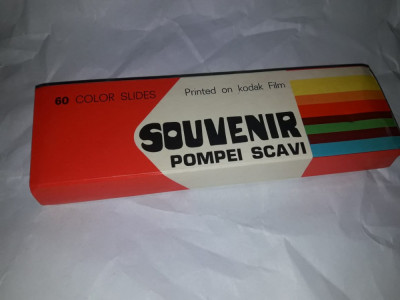 60 COLOR SLIDES
Printed on kodak Film
SOUVENIR
POMPEI SCAVI